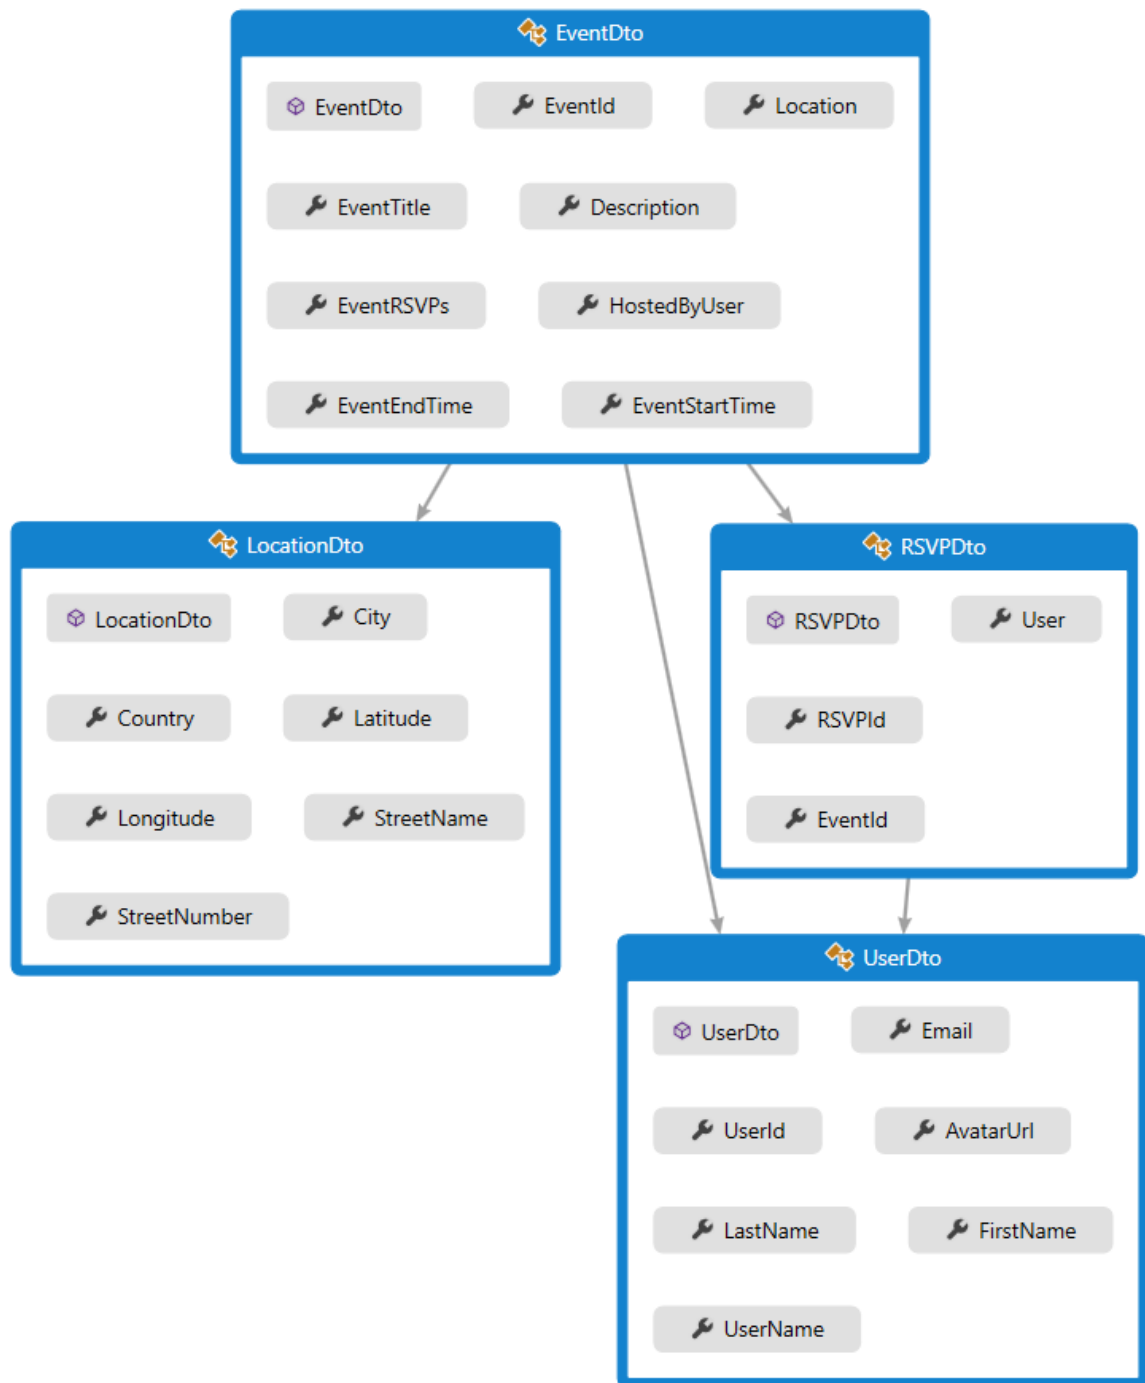 EventDto
EventDto EventId Location
EventTitle Description
EventRSVPs HostedByUser
EventEndTime EventStartTime
LocationDto
LocationDto City
Country Latitude
Longitude StreetName
StreetNumber
RSVPDto
RSVPDto User
RSVPId
EventId
UserDto
UserDto Email
UserId AvatarUrl
LastName FirstName
UserName